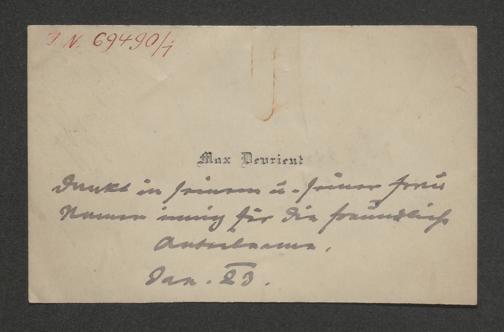 I.N. 69490/1
Max Devrient
dankt in seinem u. seiner Frau
Namen innig für die freundliche
Anteilnahme.
Jan. 23.